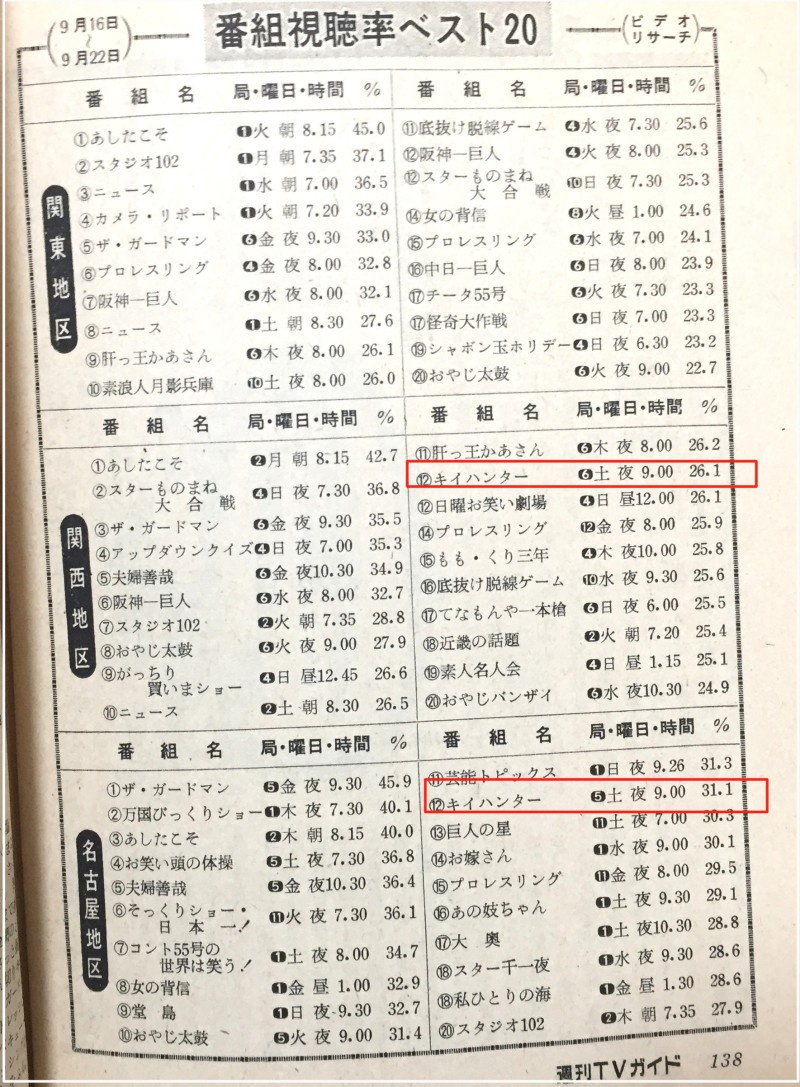 9月16日
〜
9月22日
番組視聴率ベスト20
(ビデオ
リサーチ)
番組名 局・曜日・時間 %
関東地区
①あしたこそ ❶火 朝 8.15 45.0
②スタジオ102 ❶月 朝 7.35 37.1
③ニュース ❶水 朝 7.00 36.5
④カメラ・リポート ❶火 朝 7.20 33.9
⑤ザ・ガードマン ❻金 夜 9.30 33.0
⑥プロレスリング ❹金 夜 8.00 32.8
⑦阪神―巨人 ❻水 夜 8.00 32.1
⑧ニュース ❶土 朝 8.30 27.6
⑨肝っ玉かあさん ❻木 夜 8.00 26.1
⑩素浪人月影兵庫 ❿土 夜 8.00 26.0
番組名 局・曜日・時間 %
⑪底抜け脱線ゲーム ❹水 夜 7.30 25.6
⑫阪神―巨人 ❹火 夜 8.00 25.3
⑫スターものまね
大合戦 ❿日 夜 7.30 25.3
⑭女の背信 ❽火 昼 1.00 24.6
⑮プロレスリング ❻水 夜 7.00 24.1
⑯中日―巨人 ❻日 夜 8.00 23.9
⑰チータ55号 ❻火 夜 7.30 23.3
⑰怪奇大作戦 ❻日 夜 7.00 23.3
⑲シャボン玉ホリデー ❹日 夜 6.30 23.2
⑳おやじ太鼓 ❻火 夜 9.00 22.7
番組名 局・曜日・時間 %
関西地区
①あしたこそ ❷月 朝 8.15 42.7
②スターものまね
大合戦 ❹日 夜 7.30 36.8
③ザ・ガードマン ❻金 夜 9.30 35.5
④アップダウンクイズ ❹日 夜 7.00 35.3
⑤夫婦善哉 ❻金 夜10.30 34.9
⑥阪神―巨人 ❻水 夜 8.00 32.7
⑦スタジオ102 ❷火 朝 7.35 28.8
⑧おやじ太鼓 ❻火 夜 9.00 27.9
⑨がっちり
買いまショー ❹日 昼12.45 26.6
⑩ニュース ❷土 朝 8.30 26.5
番組名 局・曜日・時間 %
⑪肝っ玉かあさん ❻木 夜 8.00 26.2
⑫キイハンター ❻土 夜 9.00 26.1
⑫日曜お笑い劇場 ❹日 昼12.00 26.1
⑭プロレスリング ⓬金 夜 8.00 25.9
⑮もも・くり三年 ❹木 夜10.00 25.8
⑯底抜け脱線ゲーム ❿水 夜 9.30 25.6
⑰てなもんや一本槍 ❻日 夜 6.00 25.5
⑱近畿の話題 ❷火 朝 7.20 25.4
⑲素人名人会 ❹日 昼 1.15 25.1
⑳おやじバンザイ ❻水 夜10.30 24.9
番組名 局・曜日・時間 %
名古屋地区
①ザ・ガードマン ❺金 夜 9.30 45.9
②万国びっくりショー ❶木 夜 7.30 40.1
③あしたこそ ❷木 朝 8.15 40.0
④お笑い頭の体操 ❺土 夜 7.30 36.8
⑤夫婦善哉 ❺金 夜10.30 36.4
⑥そっくりショー・
日本一! ⓫火 夜 7.30 36.1
⑦コント55号の
世界は笑う! ❶土 夜 8.00 34.7
⑧女の背信 ❶金 昼 1.00 32.9
⑨堂島 ❶日 夜 9.30 32.7
⑩おやじ太鼓 ❺火 夜 9.00 31.4
番組名 局・曜日・時間 %
⑪芸能トピックス ❶日 夜 9.26 31.3
⑫キイハンター ❺土 夜 9.00 31.1
⑬巨人の星 ⓫土 夜 7.00 30.3
⑭お嫁さん ❶水 夜 9.00 30.1
⑮プロレスリング ⓫金 夜 8.00 29.5
⑯あの妓ちゃん ❶土 夜 9.30 29.1
⑰大奥 ❶土 夜10.30 28.8
⑱スター千一夜 ❶水 夜 9.30 28.6
⑱私ひとりの海 ❶金 昼 1.30 28.6
⑳スタジオ102 ❷木 朝 7.35 27.9
週刊TVガイド 138